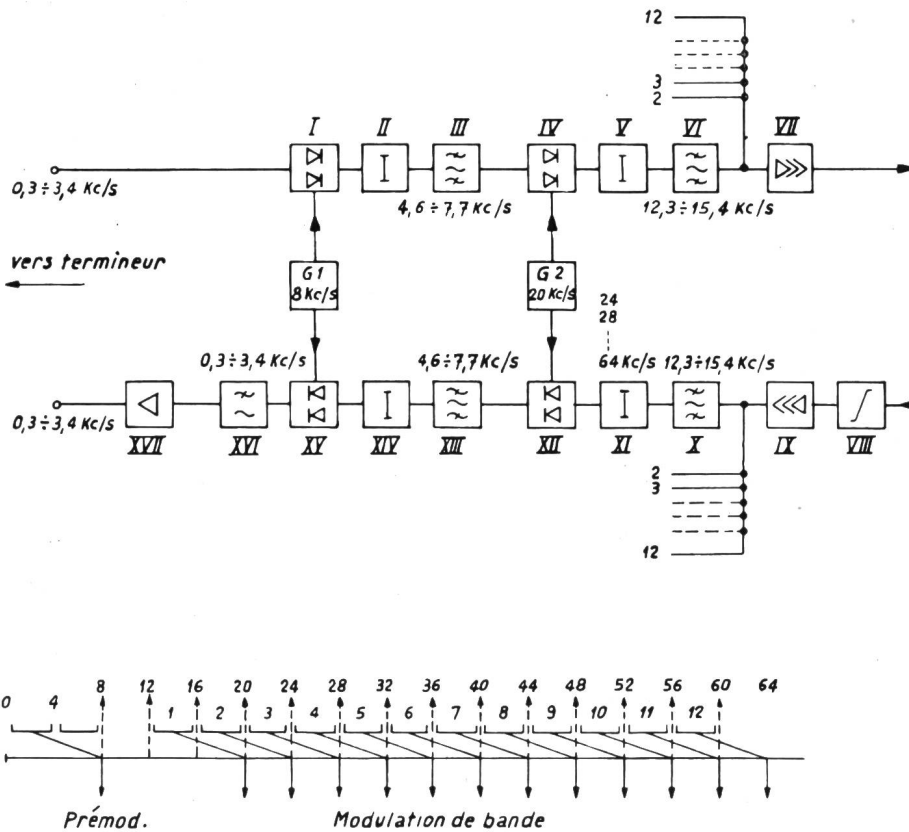 12
3
2
I II III IV V VI VII
0,3÷3,4 Kc/s
4,6÷7,7 Kc/s
12,3÷15,4 Kc/s
vers termineur
G1
8 Kc/s
G2
20 Kc/s
24
28
64 Kc/s
0,3÷3,4 Kc/s
4,6÷7,7 Kc/s
12,3÷15,4 Kc/s
0,3÷3,4 Kc/s
XVII XVI XV XIV XIII XII XI X IX VIII
2
3
12
0 4 8 12 16 20 24 28 32 36 40 44 48 52 56 60 64
1 2 3 4 5 6 7 8 9 10 11 12
Prémod. Modulation de bande